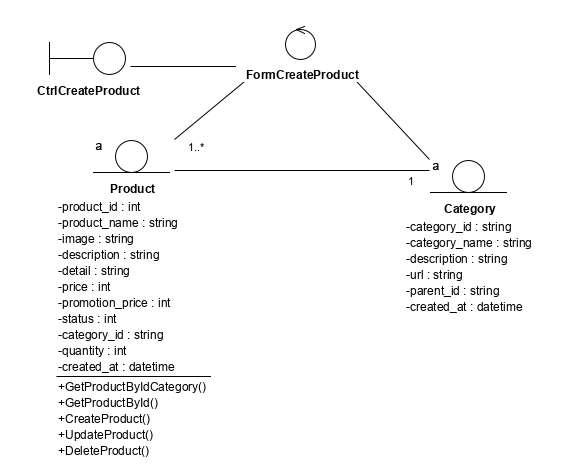 FormCreateProduct
CtrlCreateProduct
a
1..*
Product
-product_id : int
-product_name : string
-image : string
-description : string
-detail : string
-price : int
-promotion_price : int
-status : int
-category_id : string
-quantity : int
-created_at : datetime
+GetProductByIdCategory()
+GetProductById()
+CreateProduct()
+UpdateProduct()
+DeleteProduct()
a
1
Category
-category_id : string
-category_name : string
-description : string
-url : string
-parent_id : string
-created_at : datetime